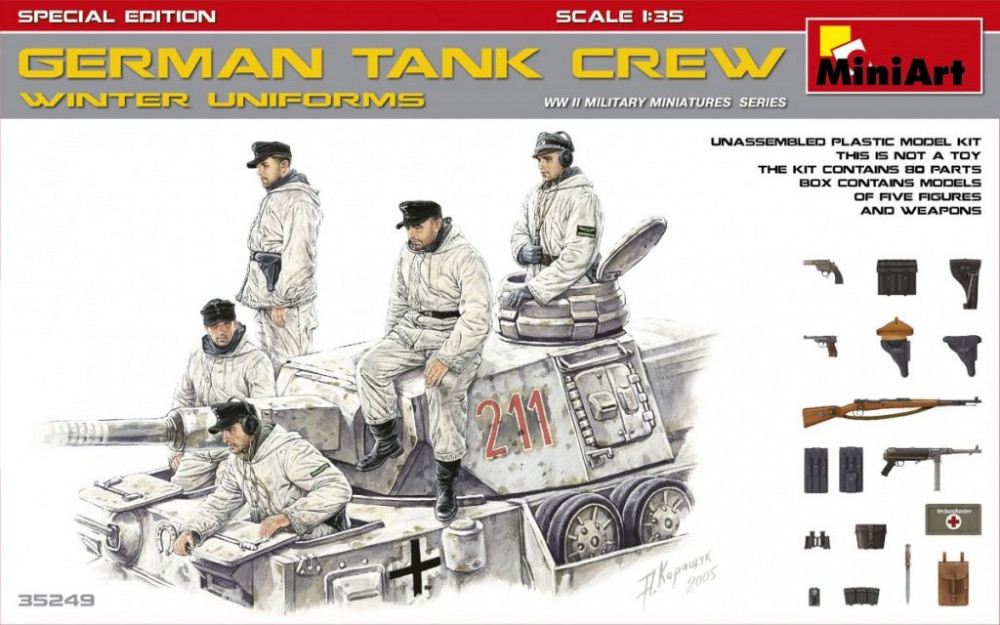 SPECIAL EDITION
SCALE 1:35
GERMAN TANK CREW
WINTER UNIFORMS
WW II MILITARY MINIATURES SERIES
MiniArt
UNASSEMBLED PLASTIC MODEL KIT
THIS IS NOT A TOY
THE KIT CONTAINS 80 PARTS
BOX CONTAINS MODELS
OF FIVE FIGURES
AND WEAPONS
211
Verbandkasten
А. Каращук
2005
35249